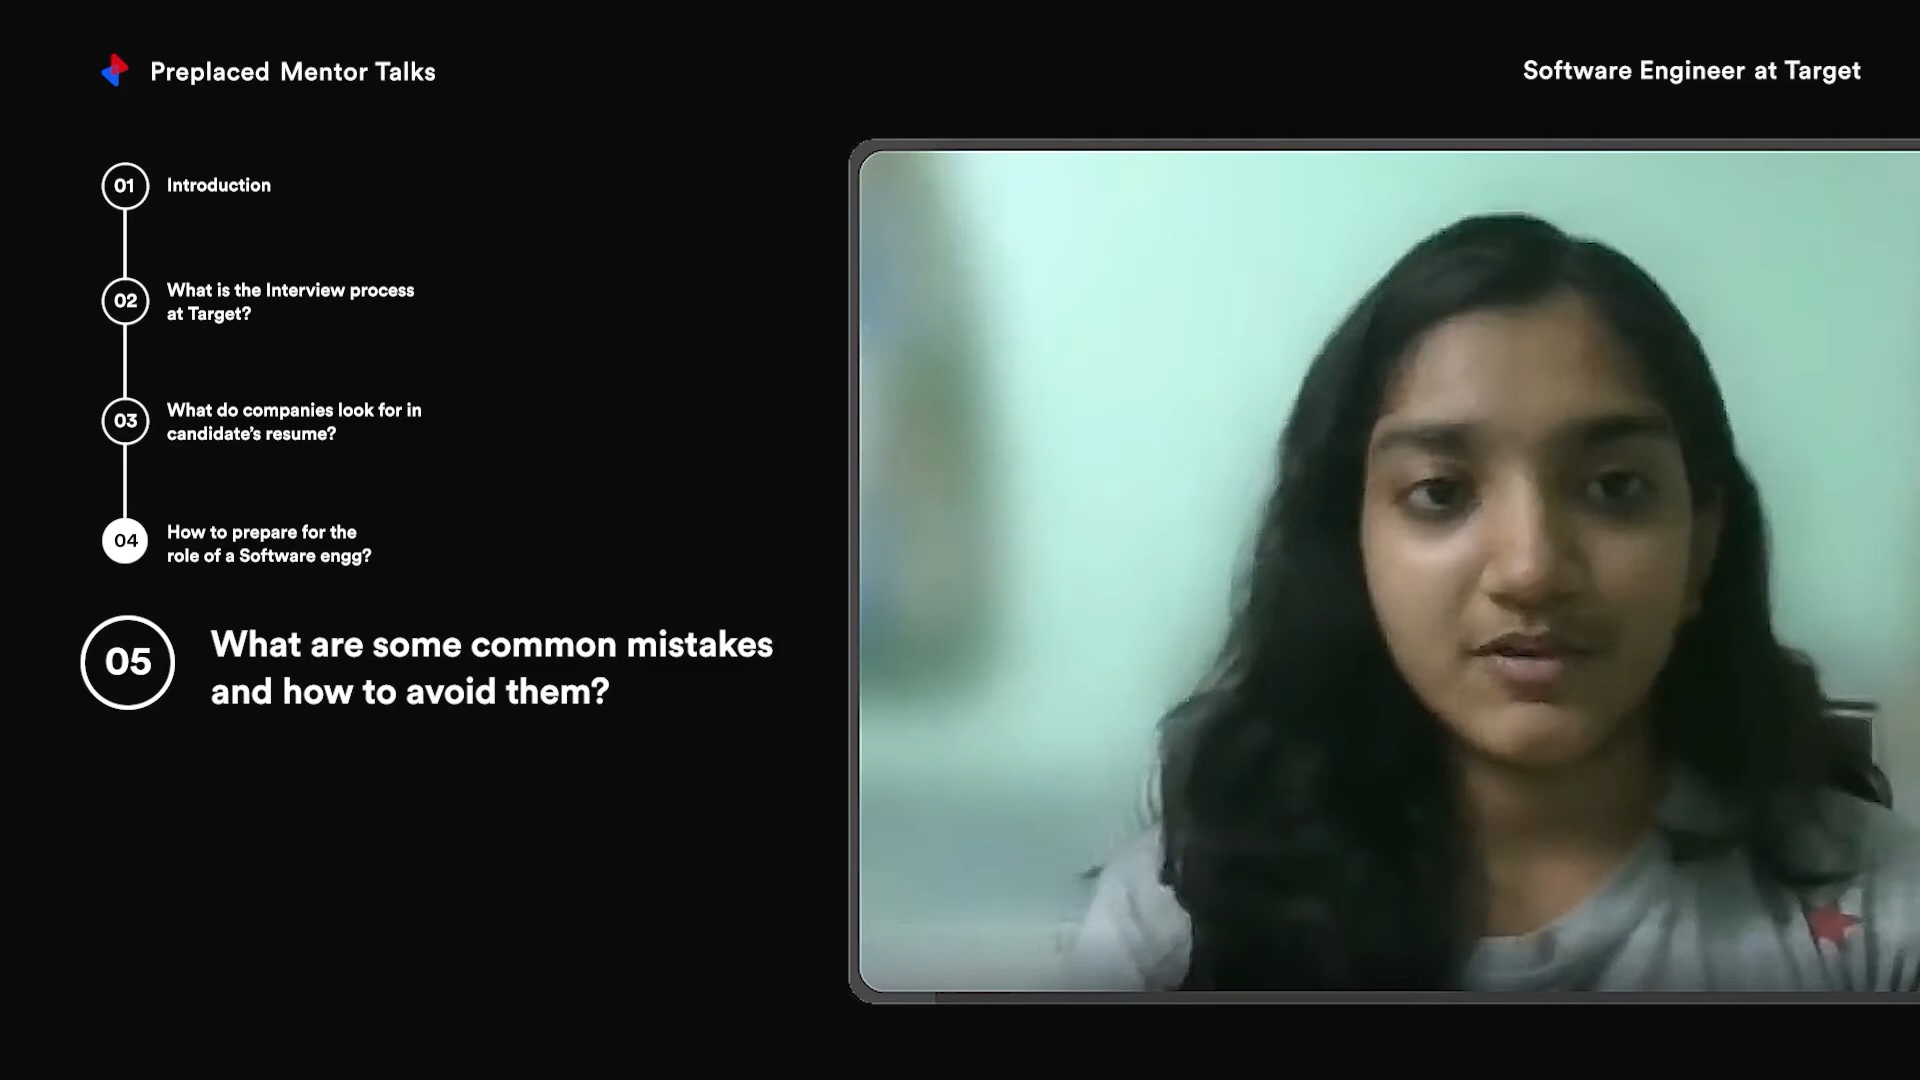 Preplaced Mentor Talks
Software Engineer at Target
01 Introduction
02 What is the Interview process
at Target?
03 What do companies look for in
candidate's resume?
04 How to prepare for the
role of a Software engg?
05 What are some common mistakes
and how to avoid them?